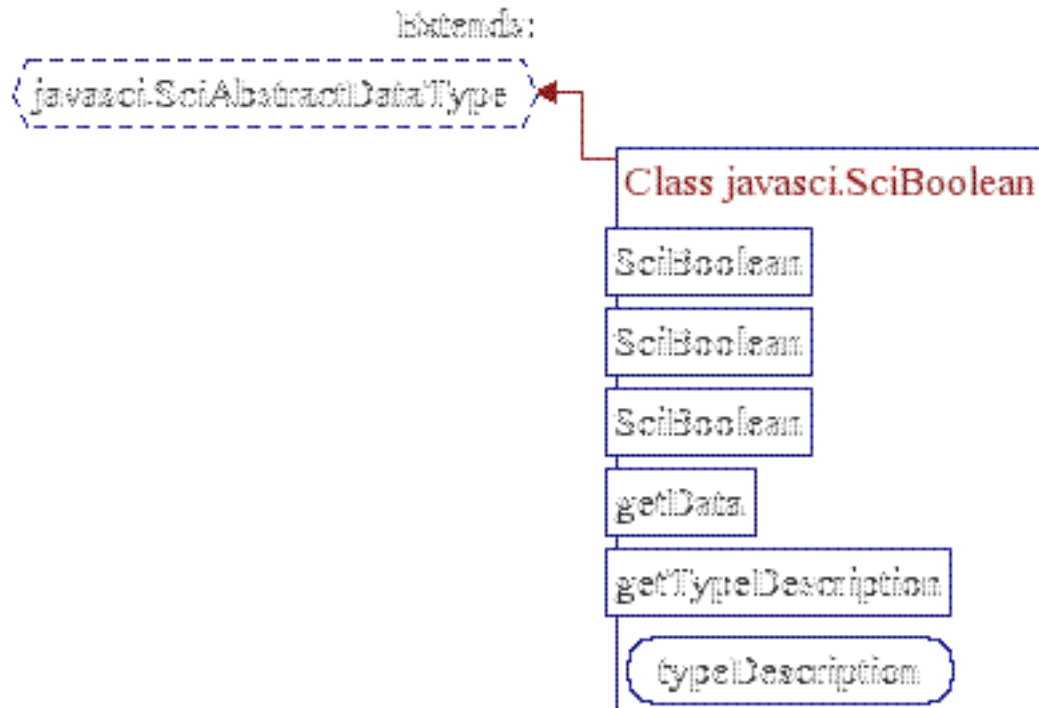 Extends:
javasci.SciAbstractDataType
Class javasci.SciBoolean
SciBoolean
SciBoolean
SciBoolean
getData
getTypeDescription
typeDescription